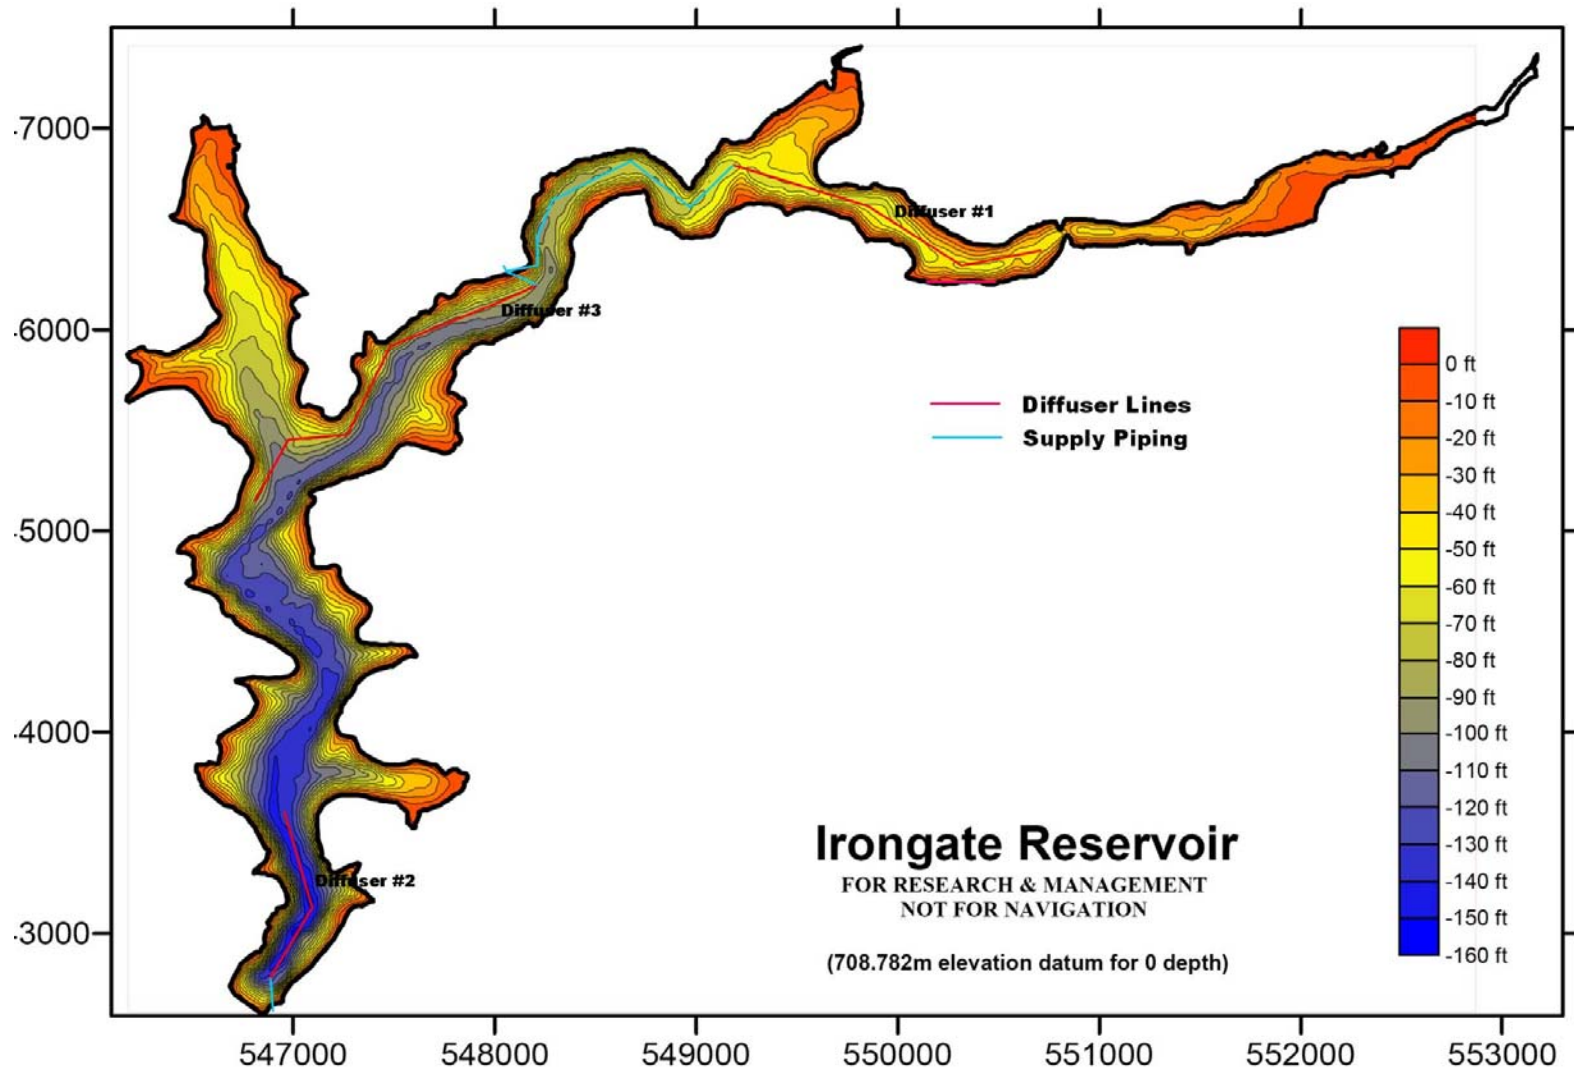 .7000
.6000
.5000
.4000
.3000
Diffuser #1
Diffuser #3
Diffuser #2
Diffuser Lines
Supply Piping
0 ft
-10 ft
-20 ft
-30 ft
-40 ft
-50 ft
-60 ft
-70 ft
-80 ft
-90 ft
-100 ft
-110 ft
-120 ft
-130 ft
-140 ft
-150 ft
-160 ft
Irongate Reservoir
FOR RESEARCH & MANAGEMENT
NOT FOR NAVIGATION
(708.782m elevation datum for 0 depth)
547000 548000 549000 550000 551000 552000 553000